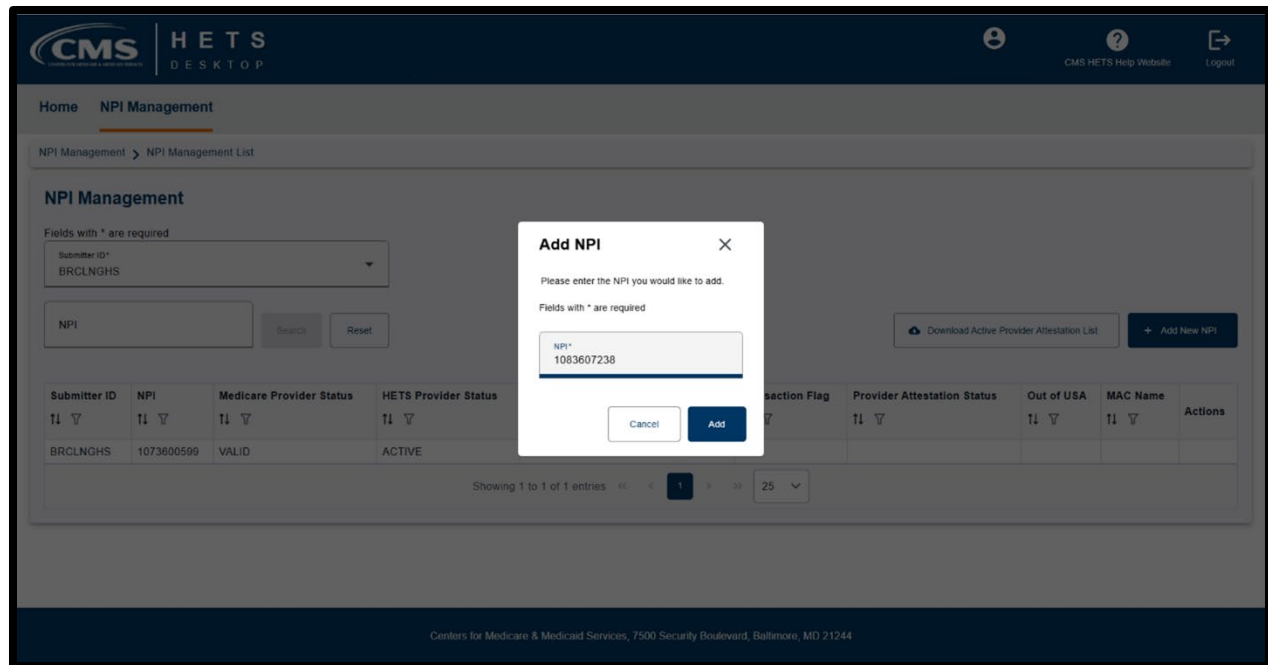 CMS
HETS
DESKTOP
CMS HETS Help Website
Logout
Home
NPI Management
NPI Management > NPI Management List
NPI Management
Fields with * are required
Submitter ID*
BRCLNGHS
NPI
Search
Reset
Download Active Provider Attestation List
+ Add New NPI
Add NPI
Please enter the NPI you would like to add.
Fields with * are required
NPI*
1083607238
Cancel
Add
Submitter ID NPI Medicare Provider Status HETS Provider Status saction Flag Provider Attestation Status Out of USA MAC Name Actions
BRCLNGHS 1073600599 VALID ACTIVE
Showing 1 to 1 of 1 entries << < 1 > >> 25
Centers for Medicare & Medicaid Services, 7500 Security Boulevard, Baltimore, MD 21244